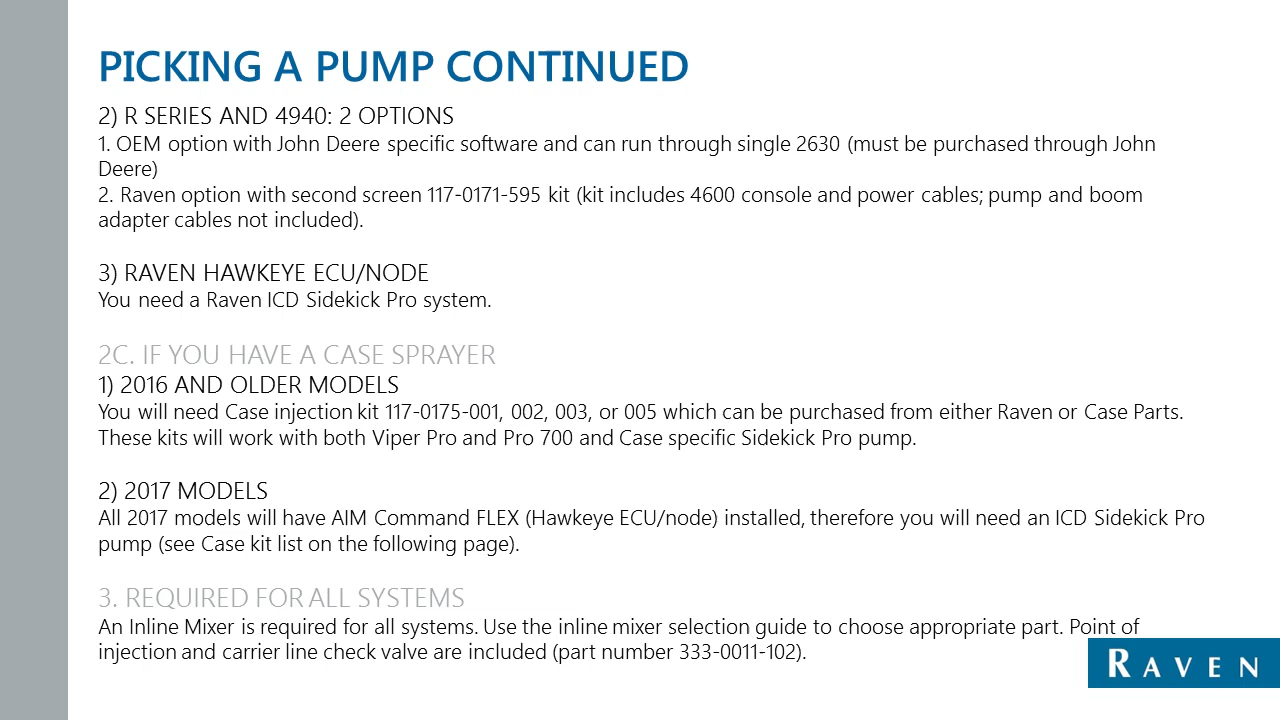 PICKING A PUMP CONTINUED
2) R SERIES AND 4940: 2 OPTIONS
1. OEM option with John Deere specific software and can run through single 2630 (must be purchased through John
Deere)
2. Raven option with second screen 117-0171-595 kit (kit includes 4600 console and power cables; pump and boom
adapter cables not included).
3) RAVEN HAWKEYE ECU/NODE
You need a Raven ICD Sidekick Pro system.
2C. IF YOU HAVE A CASE SPRAYER
1) 2016 AND OLDER MODELS
You will need Case injection kit 117-0175-001, 002, 003, or 005 which can be purchased from either Raven or Case Parts.
These kits will work with both Viper Pro and Pro 700 and Case specific Sidekick Pro pump.
2) 2017 MODELS
All 2017 models will have AIM Command FLEX (Hawkeye ECU/node) installed, therefore you will need an ICD Sidekick Pro
pump (see Case kit list on the following page).
3. REQUIRED FOR ALL SYSTEMS
An Inline Mixer is required for all systems. Use the inline mixer selection guide to choose appropriate part. Point of
injection and carrier line check valve are included (part number 333-0011-102).
RAVEN